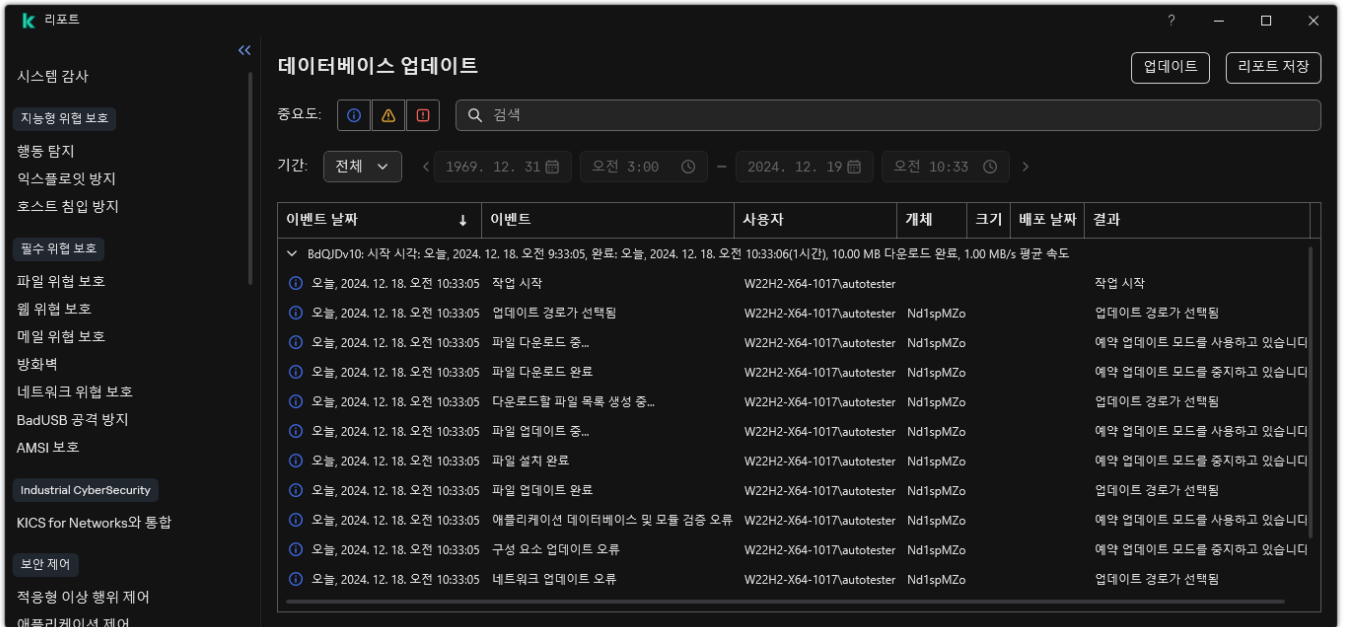 리포트
시스템 감사
지능형 위협 보호
행동 탐지
익스플로잇 방지
호스트 침입 방지
필수 위협 보호
파일 위협 보호
웹 위협 보호
메일 위협 보호
방화벽
네트워크 위협 보호
BadUSB 공격 방지
AMSI 보호
Industrial CyberSecurity
KICS for Networks와 통합
보안 제어
적응형 이상 행위 제어
애플리케이션 제어
데이터베이스 업데이트
업데이트 리포트 저장
중요도: 검색
기간: 전체 1969. 12. 31 오전 3:00 – 2024. 12. 19 오전 10:33
이벤트 날짜 ↓ 이벤트 사용자 개체 크기 배포 날짜 결과
BdQJDv10: 시작 시각: 오늘, 2024. 12. 18. 오전 9:33:05, 완료: 오늘, 2024. 12. 18. 오전 10:33:06(1시간), 10.00 MB 다운로드 완료, 1.00 MB/s 평균 속도
오늘, 2024. 12. 18. 오전 10:33:05 작업 시작 W22H2-X64-1017\autotester 작업 시작
오늘, 2024. 12. 18. 오전 10:33:05 업데이트 경로가 선택됨 W22H2-X64-1017\autotester Nd1spMZo 업데이트 경로가 선택됨
오늘, 2024. 12. 18. 오전 10:33:05 파일 다운로드 중... W22H2-X64-1017\autotester Nd1spMZo 예약 업데이트 모드를 사용하고 있습니다
오늘, 2024. 12. 18. 오전 10:33:05 파일 다운로드 완료 W22H2-X64-1017\autotester Nd1spMZo 예약 업데이트 모드를 중지하고 있습니다
오늘, 2024. 12. 18. 오전 10:33:05 다운로드할 파일 목록 생성 중... W22H2-X64-1017\autotester Nd1spMZo 업데이트 경로가 선택됨
오늘, 2024. 12. 18. 오전 10:33:05 파일 업데이트 중... W22H2-X64-1017\autotester Nd1spMZo 예약 업데이트 모드를 사용하고 있습니다
오늘, 2024. 12. 18. 오전 10:33:05 파일 설치 완료 W22H2-X64-1017\autotester Nd1spMZo 예약 업데이트 모드를 중지하고 있습니다
오늘, 2024. 12. 18. 오전 10:33:05 파일 업데이트 완료 W22H2-X64-1017\autotester Nd1spMZo 업데이트 경로가 선택됨
오늘, 2024. 12. 18. 오전 10:33:05 애플리케이션 데이터베이스 및 모듈 검증 오류 W22H2-X64-1017\autotester Nd1spMZo 예약 업데이트 모드를 사용하고 있습니다
오늘, 2024. 12. 18. 오전 10:33:05 구성 요소 업데이트 오류 W22H2-X64-1017\autotester Nd1spMZo 예약 업데이트 모드를 중지하고 있습니다
오늘, 2024. 12. 18. 오전 10:33:05 네트워크 업데이트 오류 W22H2-X64-1017\autotester Nd1spMZo 업데이트 경로가 선택됨